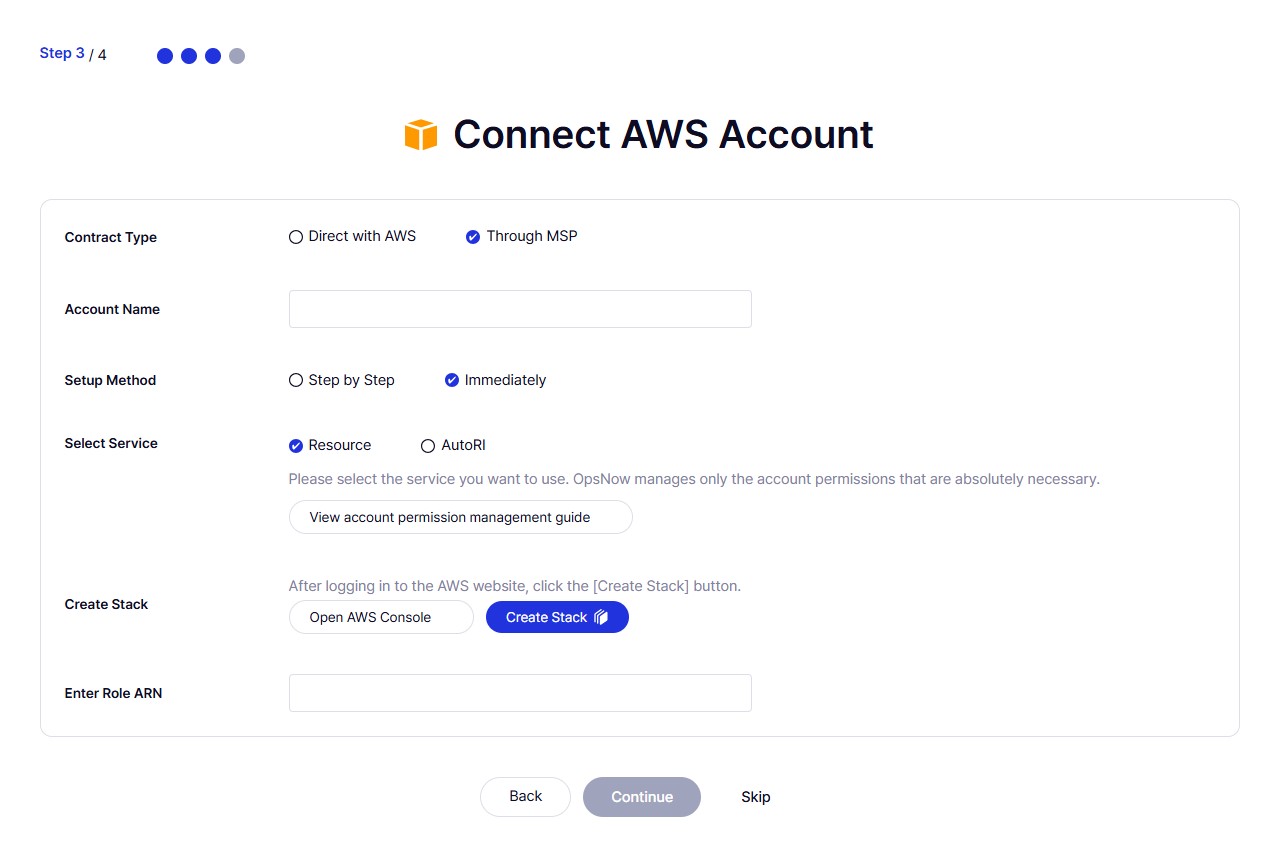 Step 3 / 4
Connect AWS Account
Contract Type Direct with AWS Through MSP
Account Name
Setup Method Step by Step Immediately
Select Service Resource AutoRI
Please select the service you want to use. OpsNow manages only the account permissions that are absolutely necessary.
View account permission management guide
After logging in to the AWS website, click the [Create Stack] button.
Create Stack
Open AWS Console Create Stack
Enter Role ARN
Back Continue Skip